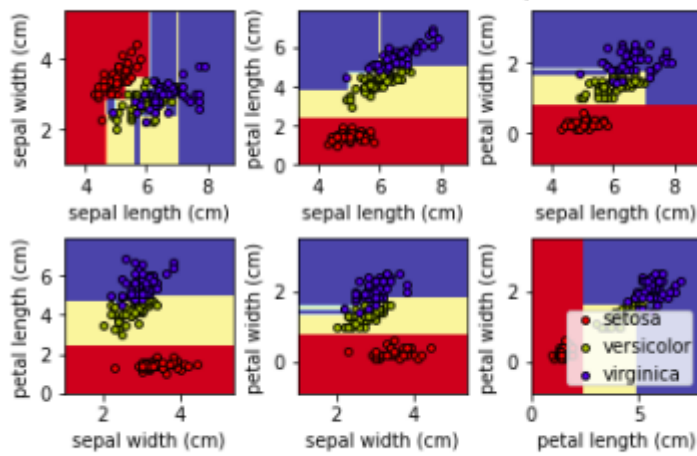 sepal width (cm)
4
2
4 6 8
sepal length (cm)
petal length (cm)
6
4
2
0
4 6 8
sepal length (cm)
petal width (cm)
2
0
4 6 8
sepal length (cm)
petal length (cm)
6
4
2
0
2 4
sepal width (cm)
petal width (cm)
2
0
2 4
sepal width (cm)
petal width (cm)
2
0
0 5
petal length (cm)
setosa
versicolor
virginica